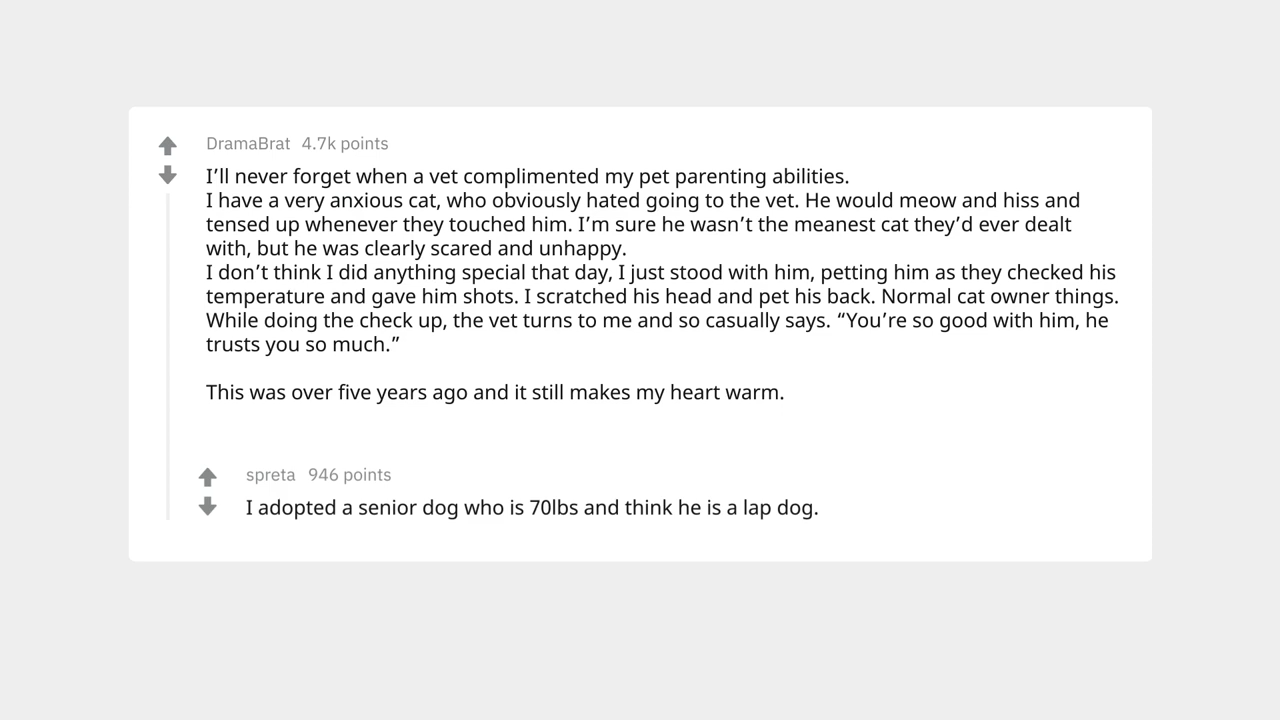 DramaBrat 4.7k points
I’ll never forget when a vet complimented my pet parenting abilities.
I have a very anxious cat, who obviously hated going to the vet. He would meow and hiss and
tensed up whenever they touched him. I’m sure he wasn’t the meanest cat they’d ever dealt
with, but he was clearly scared and unhappy.
I don’t think I did anything special that day, I just stood with him, petting him as they checked his
temperature and gave him shots. I scratched his head and pet his back. Normal cat owner things.
While doing the check up, the vet turns to me and so casually says. “You’re so good with him, he
trusts you so much.”
This was over five years ago and it still makes my heart warm.
spreta 946 points
I adopted a senior dog who is 70lbs and think he is a lap dog.